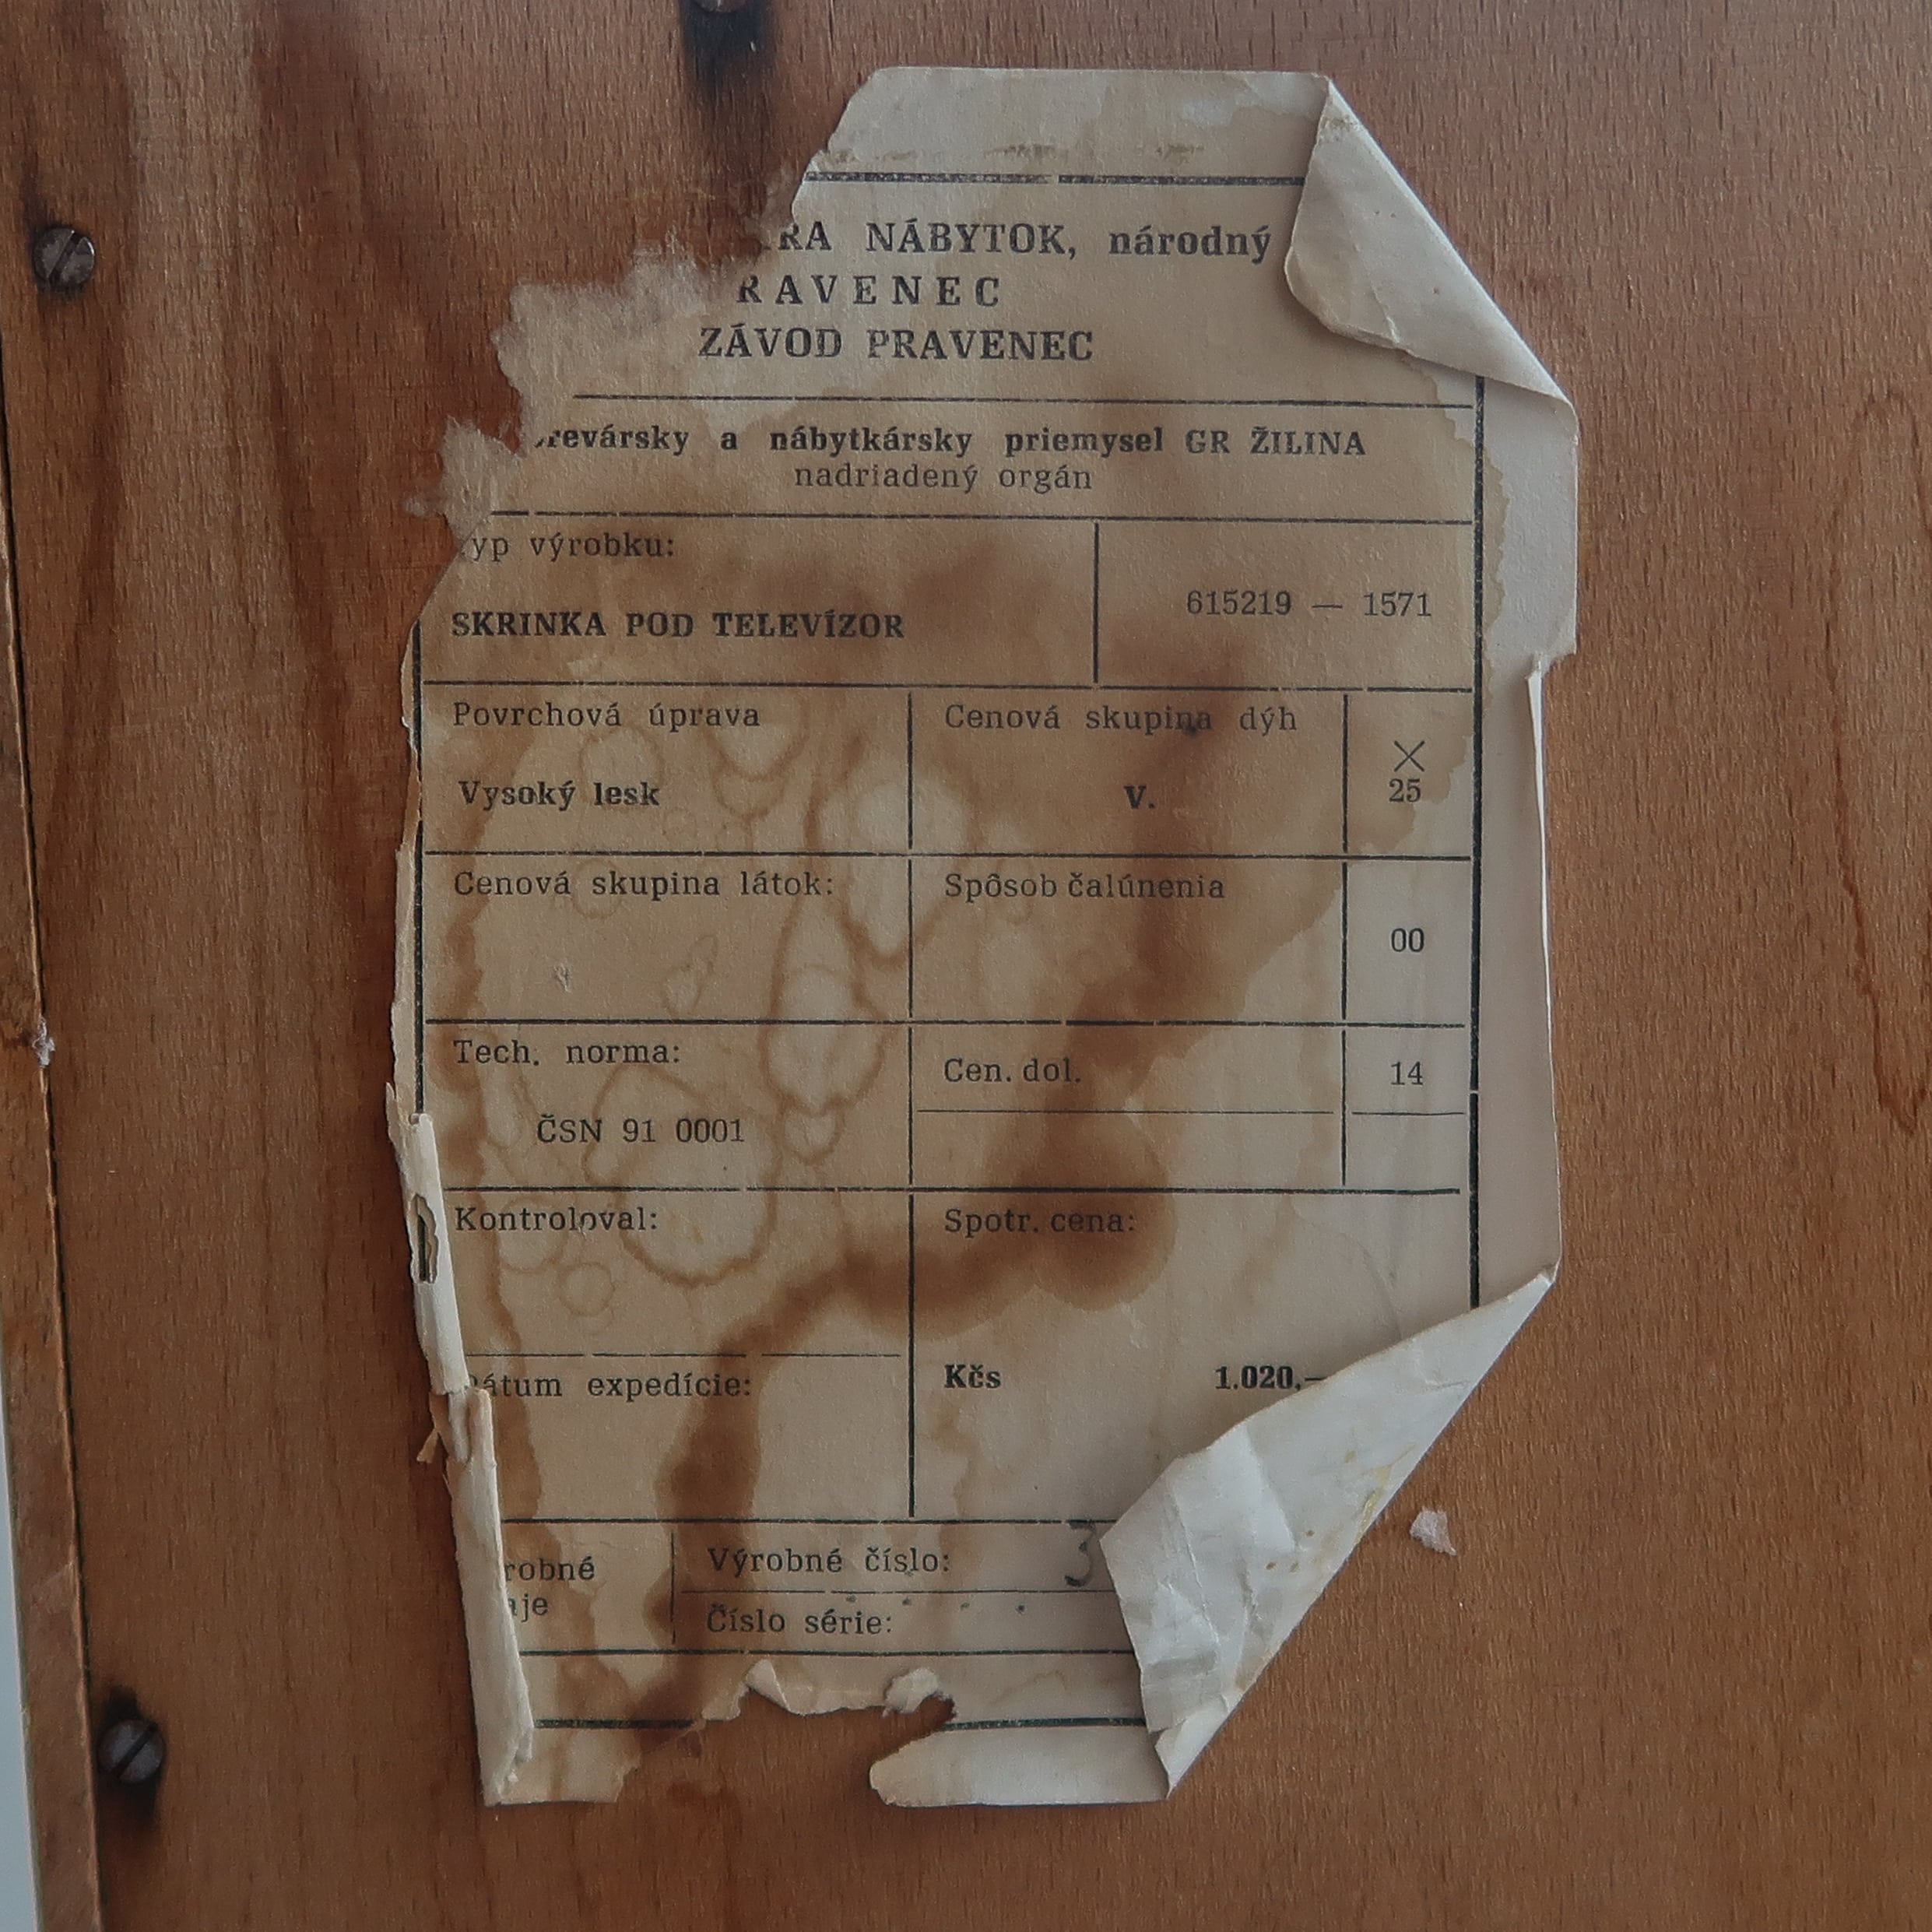 RA NÁBYTOK, národný
RAVENEC
ZÁVOD PRAVENEC
revársky a nábytkársky priemysel GR ŽILINA
nadriadený orgán
yp výrobku:
SKRINKA POD TELEVÍZOR
615219 — 1571
Povrchová úprava
Vysoký lesk
Cenová skupina dýh
V.
X
25
Cenová skupina látok:
Spôsob čalúnenia
00
Tech. norma:
ČSN 91 0001
Cen. dol.
14
Kontroloval:
Spotr. cena:
Kčs 1.020,—
átum expedície:
robné
aje
Výrobné číslo: 3
Číslo série: